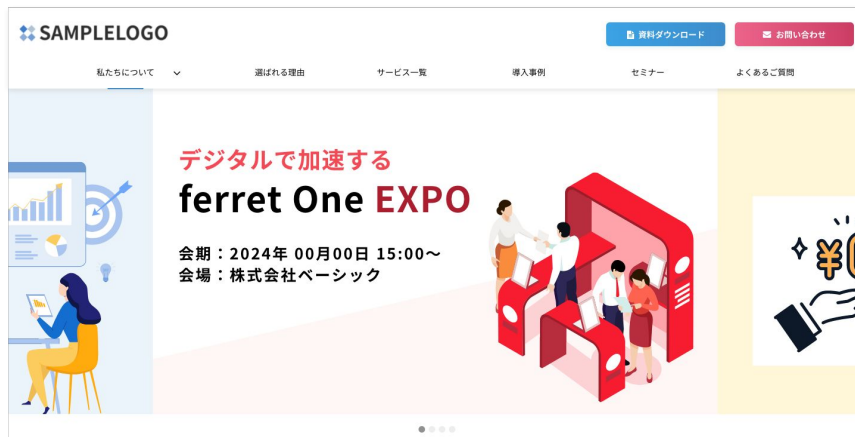 SAMPLELOGO
資料ダウンロード
お問い合わせ
私たちについて
選ばれる理由
サービス一覧
導入事例
セミナー
よくあるご質問
デジタルで加速する
ferret One EXPO
会期：2024年 00月00日 15:00〜
会場：株式会社ベーシック
¥